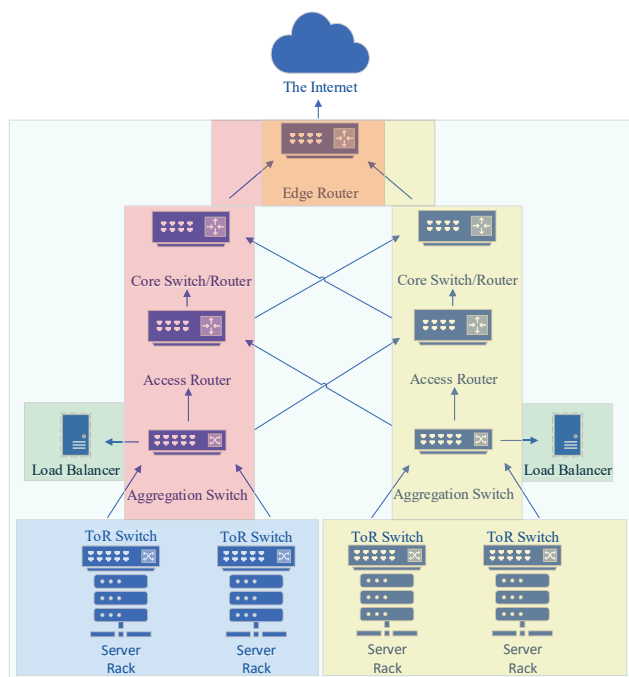 The Internet
Edge Router
Core Switch/Router
Core Switch/Router
Access Router
Access Router
Load Balancer
Load Balancer
Aggregation Switch
Aggregation Switch
ToR Switch
ToR Switch
ToR Switch
ToR Switch
Server
Rack
Server
Rack
Server
Rack
Server
Rack